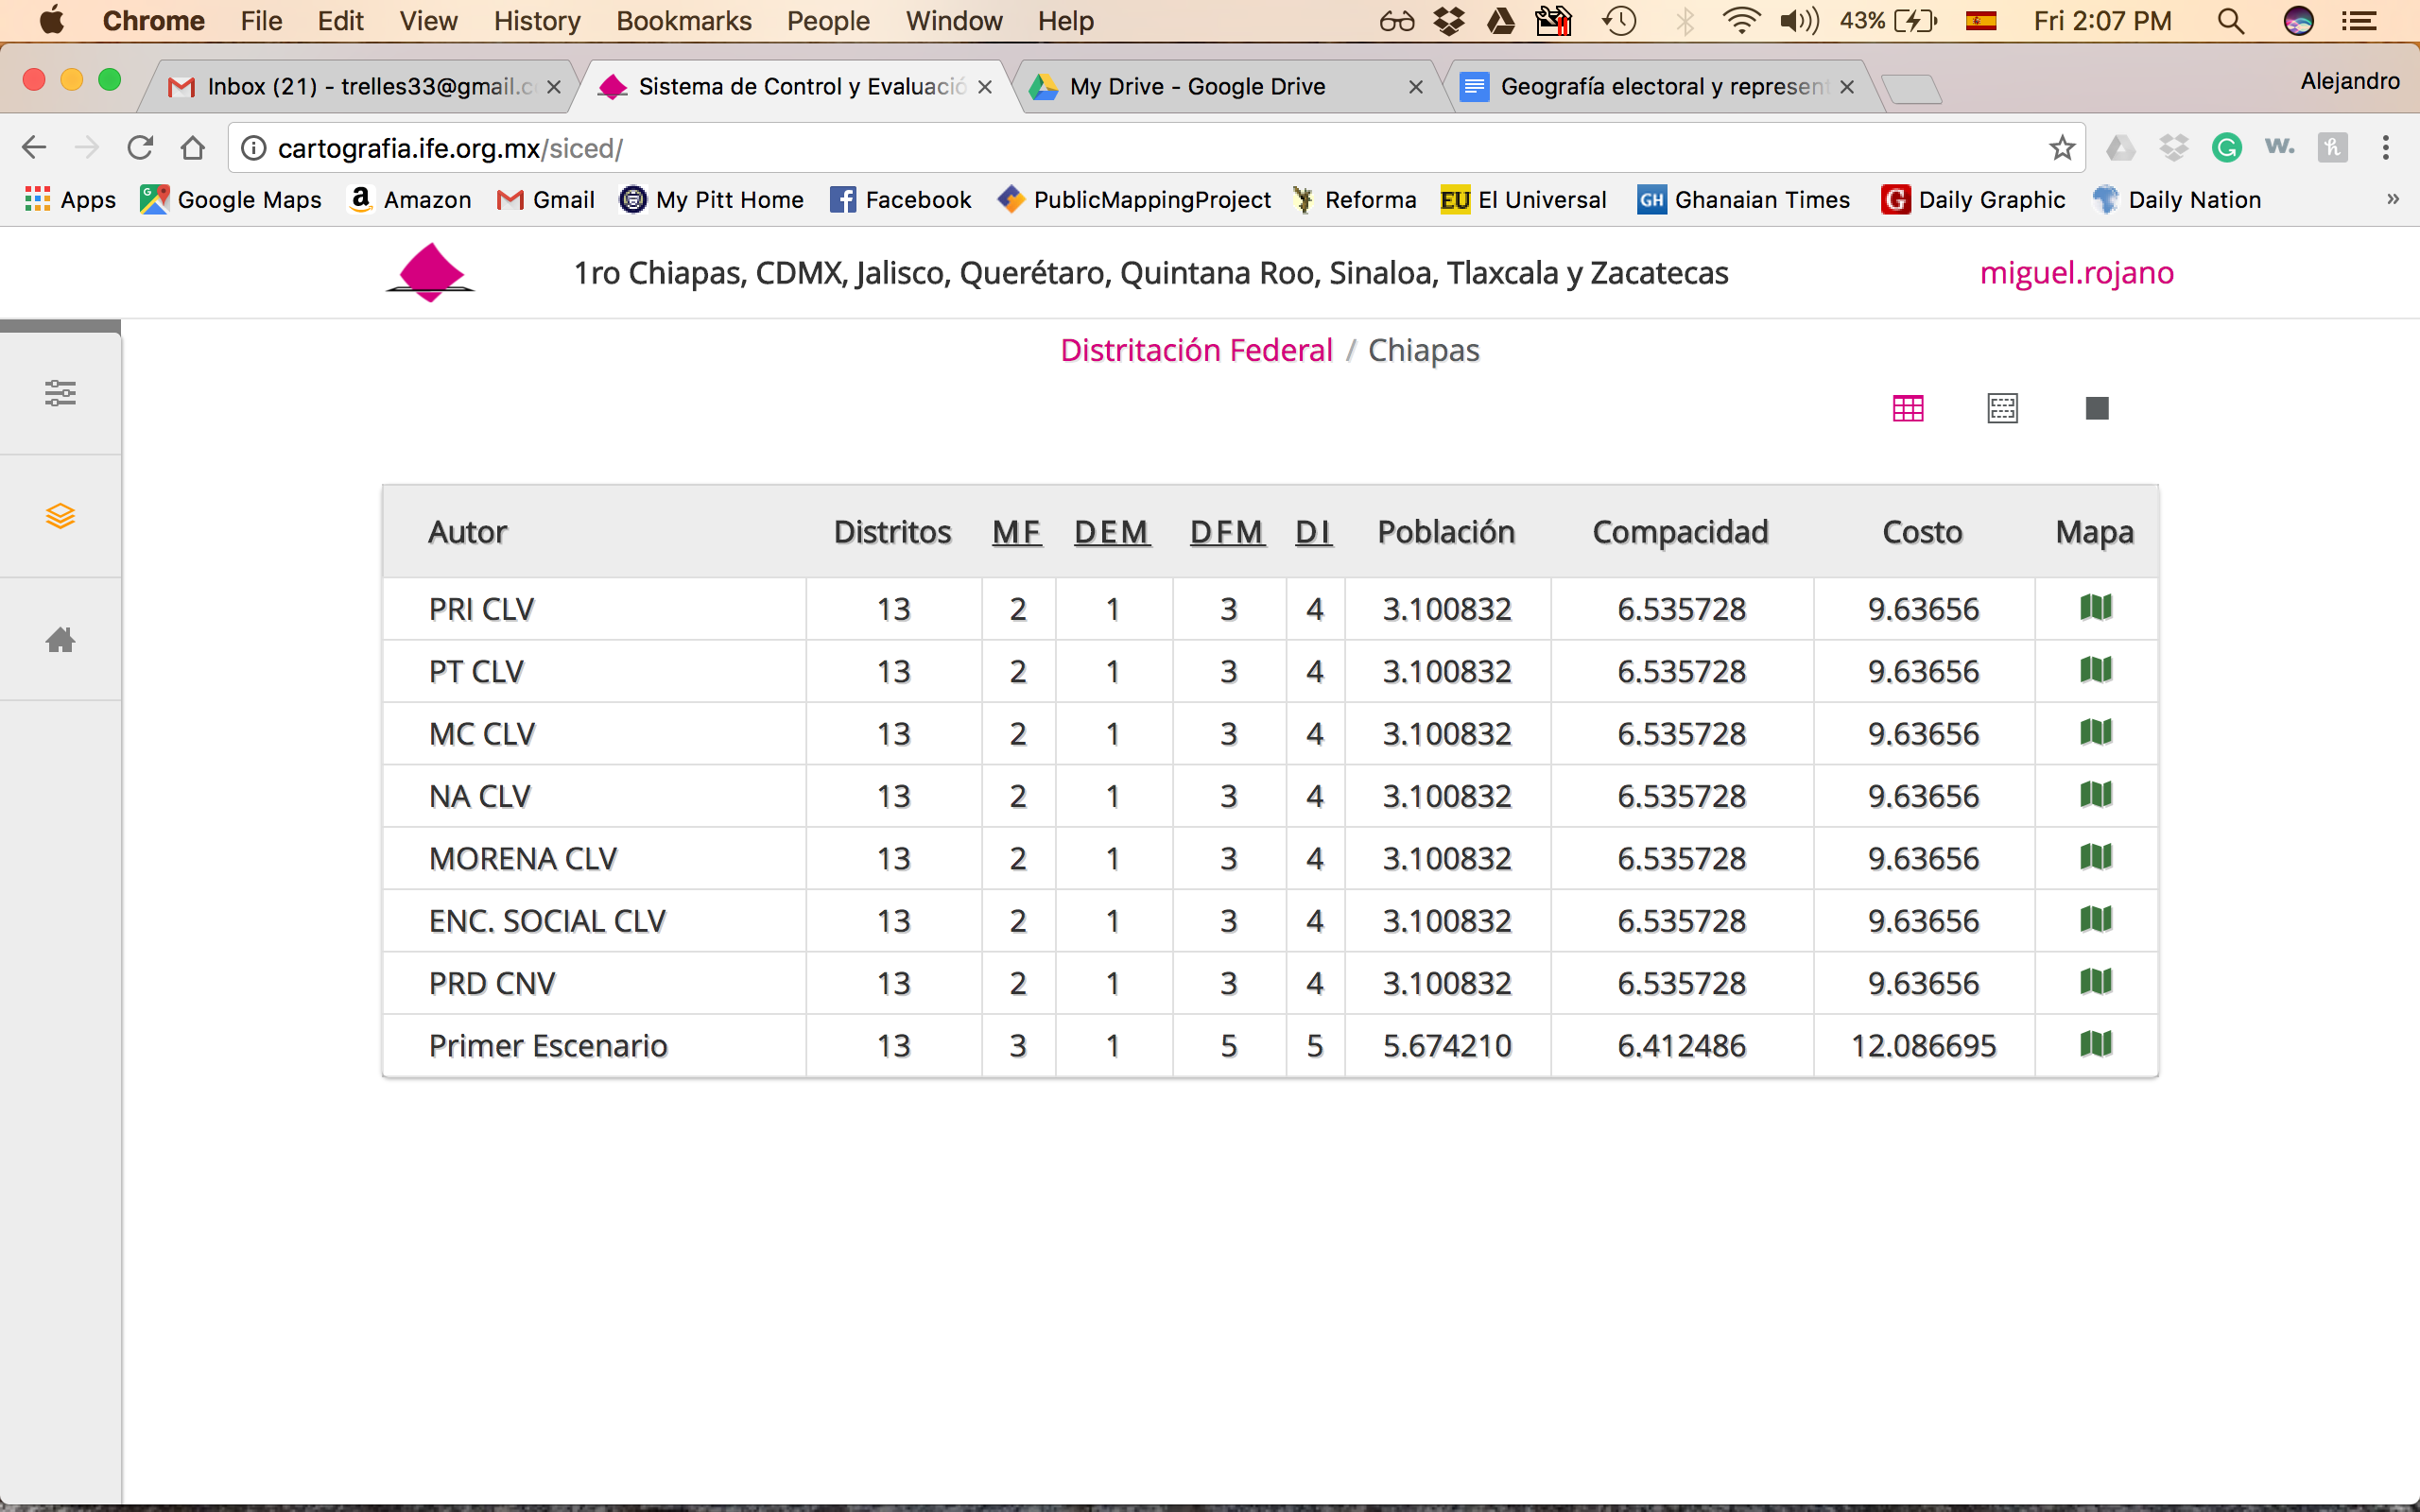 Chrome File Edit View History Bookmarks People Window Help 43% Fri 2:07 PM
Inbox (21) - trelles33@gmail.c Sistema de Control y Evaluació My Drive - Google Drive Geografía electoral y represent Alejandro
cartografia.ife.org.mx/siced/
Apps Google Maps Amazon Gmail My Pitt Home Facebook PublicMappingProject Reforma EU El Universal GH Ghanaian Times G Daily Graphic Daily Nation »
1ro Chiapas, CDMX, Jalisco, Querétaro, Quintana Roo, Sinaloa, Tlaxcala y Zacatecas miguel.rojano
Distritación Federal / Chiapas
Autor Distritos MF DEM DFM DI Población Compacidad Costo Mapa
PRI CLV 13 2 1 3 4 3.100832 6.535728 9.63656
PT CLV 13 2 1 3 4 3.100832 6.535728 9.63656
MC CLV 13 2 1 3 4 3.100832 6.535728 9.63656
NA CLV 13 2 1 3 4 3.100832 6.535728 9.63656
MORENA CLV 13 2 1 3 4 3.100832 6.535728 9.63656
ENC. SOCIAL CLV 13 2 1 3 4 3.100832 6.535728 9.63656
PRD CNV 13 2 1 3 4 3.100832 6.535728 9.63656
Primer Escenario 13 3 1 5 5 5.674210 6.412486 12.086695